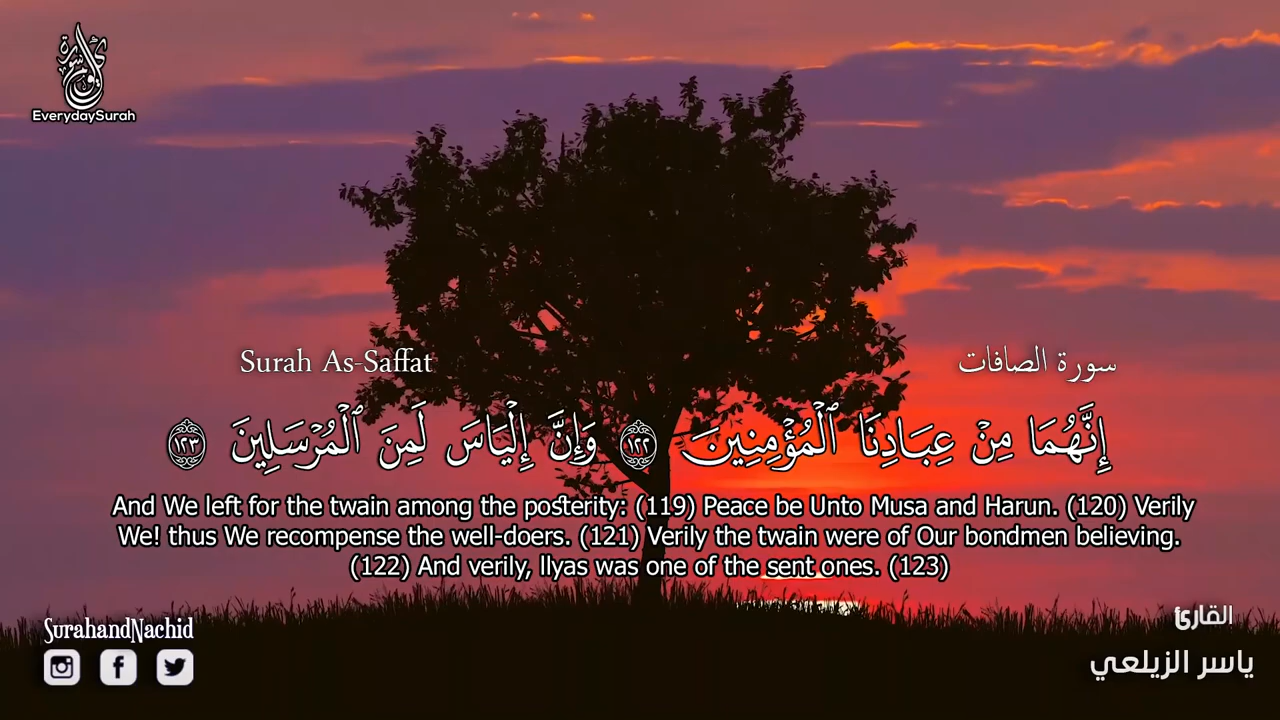 EverydaySurah
Surah As-Saffat
سورة الصافات
إِنَّهُمَا مِنْ عِبَادِنَا ٱلْمُؤْمِنِينَ ١٢٢ وَإِنَّ إِلْيَاسَ لَمِنَ ٱلْمُرْسَلِينَ ١٢٣
And We left for the twain among the posterity: (119) Peace be Unto Musa and Harun. (120) Verily
We! thus We recompense the well-doers. (121) Verily the twain were of Our bondmen believing.
(122) And verily, llyas was one of the sent ones. (123)
SurahandNachid
القارئ
ياسر الزيلعي